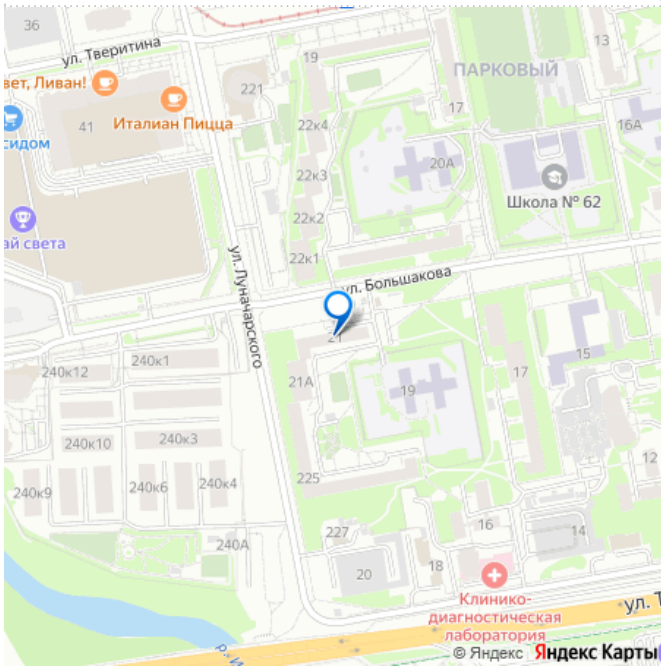 36
ул. Тверитина
19
13
вет, Ливан!
221
ПАРКОВЫЙ
17
Италиан Пицца
41
22к4
16А
сидом
20А
22к3
Школа № 62
22к2
ай света
ул. Луначарского
22к1
ул. Большакова
21
240к1
15
240к12
21А
19
17
240к10
240к3
12
225
240к9
240к6
240к4
227
16
14
240А
20
18
Клинико-
диагностическая
лаборатория
ул. Т
р. И
© Яндекс Яндекс Карты